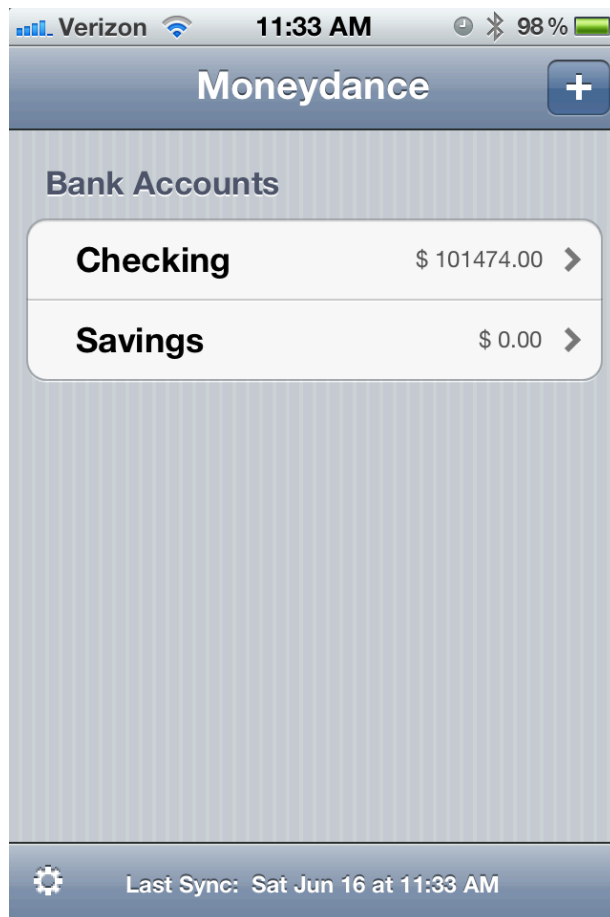 Verizon 11:33 AM 98%
Moneydance +
Bank Accounts
Checking $ 101474.00
Savings $ 0.00
Last Sync: Sat Jun 16 at 11:33 AM